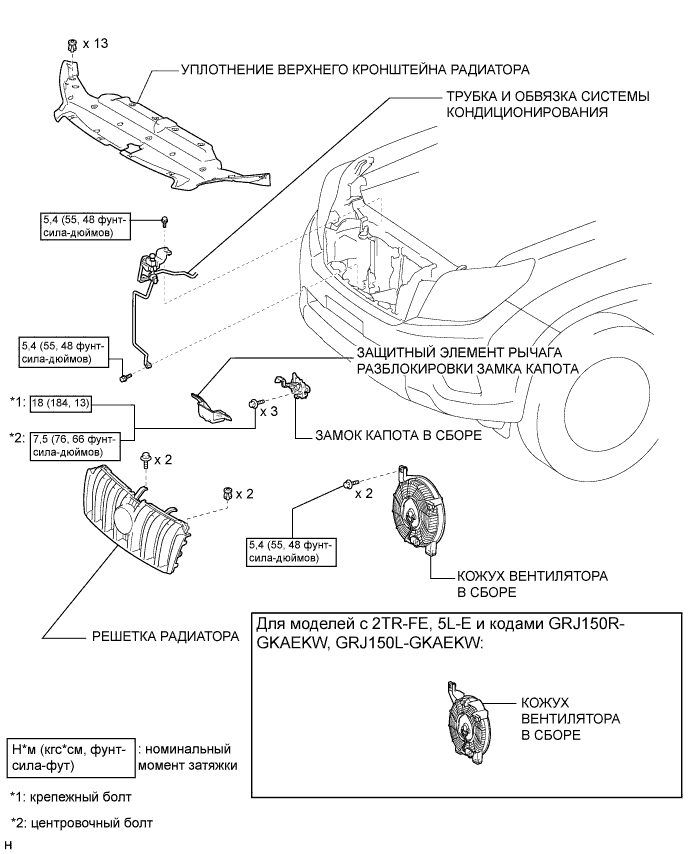 x 13
УПЛОТНЕНИЕ ВЕРХНЕГО КРОНШТЕЙНА РАДИАТОРА
ТРУБКА И ОБВЯЗКА СИСТЕМЫ
КОНДИЦИОНИРОВАНИЯ
5,4 (55, 48 фунт-
сила-дюймов)
5,4 (55, 48 фунт-
сила-дюймов)
ЗАЩИТНЫЙ ЭЛЕМЕНТ РЫЧАГА
РАЗБЛОКИРОВКИ ЗАМКА КАПОТА
*1: 18 (184, 13)
x 3
ЗАМОК КАПОТА В СБОРЕ
*2: 7,5 (76, 66 фунт-
сила-дюймов)
x 2
x 2
x 2
5,4 (55, 48 фунт-
сила-дюймов)
КОЖУХ ВЕНТИЛЯТОРА
В СБОРЕ
РЕШЕТКА РАДИАТОРА
Для моделей с 2TR-FE, 5L-E и кодами GRJ150R-
GKAEKW, GRJ150L-GKAEKW:
КОЖУХ
ВЕНТИЛЯТОРА
В СБОРЕ
Н*м (кгс*см, фунт-
сила-фут)
: номинальный
момент затяжки
*1: крепежный болт
*2: центровочный болт
H